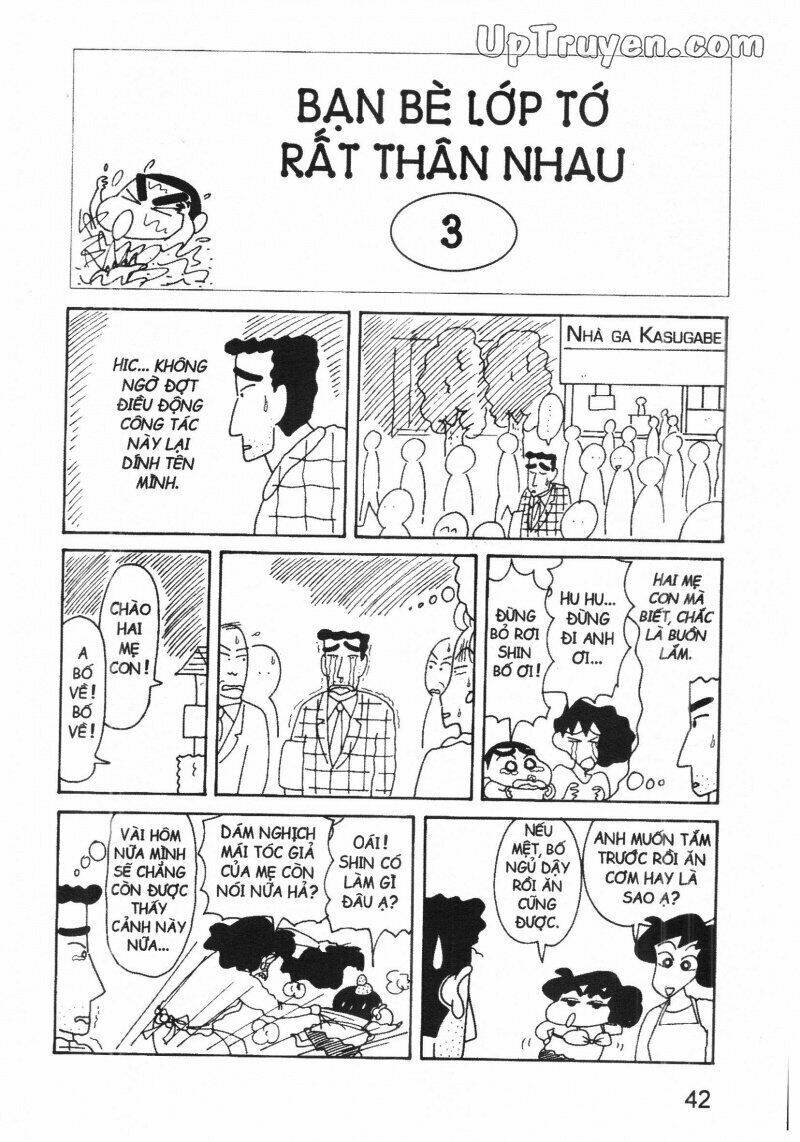 UpTruyen.com
BẠN BÈ LỚP TỚ
RẤT THÂN NHAU
3
NHÀ GA KASUGABE
HIC... KHÔNG
NGỜ ĐỢT
ĐIỀU ĐỘNG
CÔNG TÁC
NÀY LẠI
DÍNH TÊN
MÌNH.
HAI MẸ
CON MÀ
BIẾT, CHẮC
LÀ BUỒN
LẮM.
HU HU...
ĐỪNG
ĐI ANH
ƠI...
ĐỪNG
BỎ RƠI
SHIN
BỐ ƠI!
CHÀO
HAI
MẸ
CON!
A
BỐ
VỀ!
BỐ
VỀ!
ANH MUỐN TẮM
TRƯỚC RỒI ĂN
CƠM HAY LÀ
SAO Ạ?
NẾU
MỆT, BỐ
NGỦ DẬY
RỒI ĂN
CŨNG
ĐƯỢC.
OÁI!
SHIN CÓ
LÀM GÌ
ĐÂU Ạ?
DÁM NGHỊCH
MÁI TÓC GIẢ
CỦA MẸ CÒN
NÓI NỮA HẢ?
VÀI HÔM
NỮA MÌNH
SẼ CHẲNG
CÒN ĐƯỢC
THẤY
CẢNH NÀY
NỮA...
42